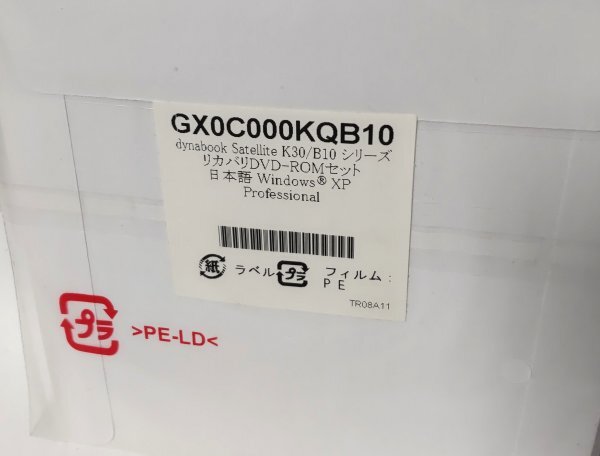 GX0C000KQB10
dynabook Satellite K30/B10 シリーズ
リカバリDVD-ROMセット
日本語 Windows® XP
Professional
紙 ラベル プラ フィルム:
PE
TR08A11
プラ >PE-LD<